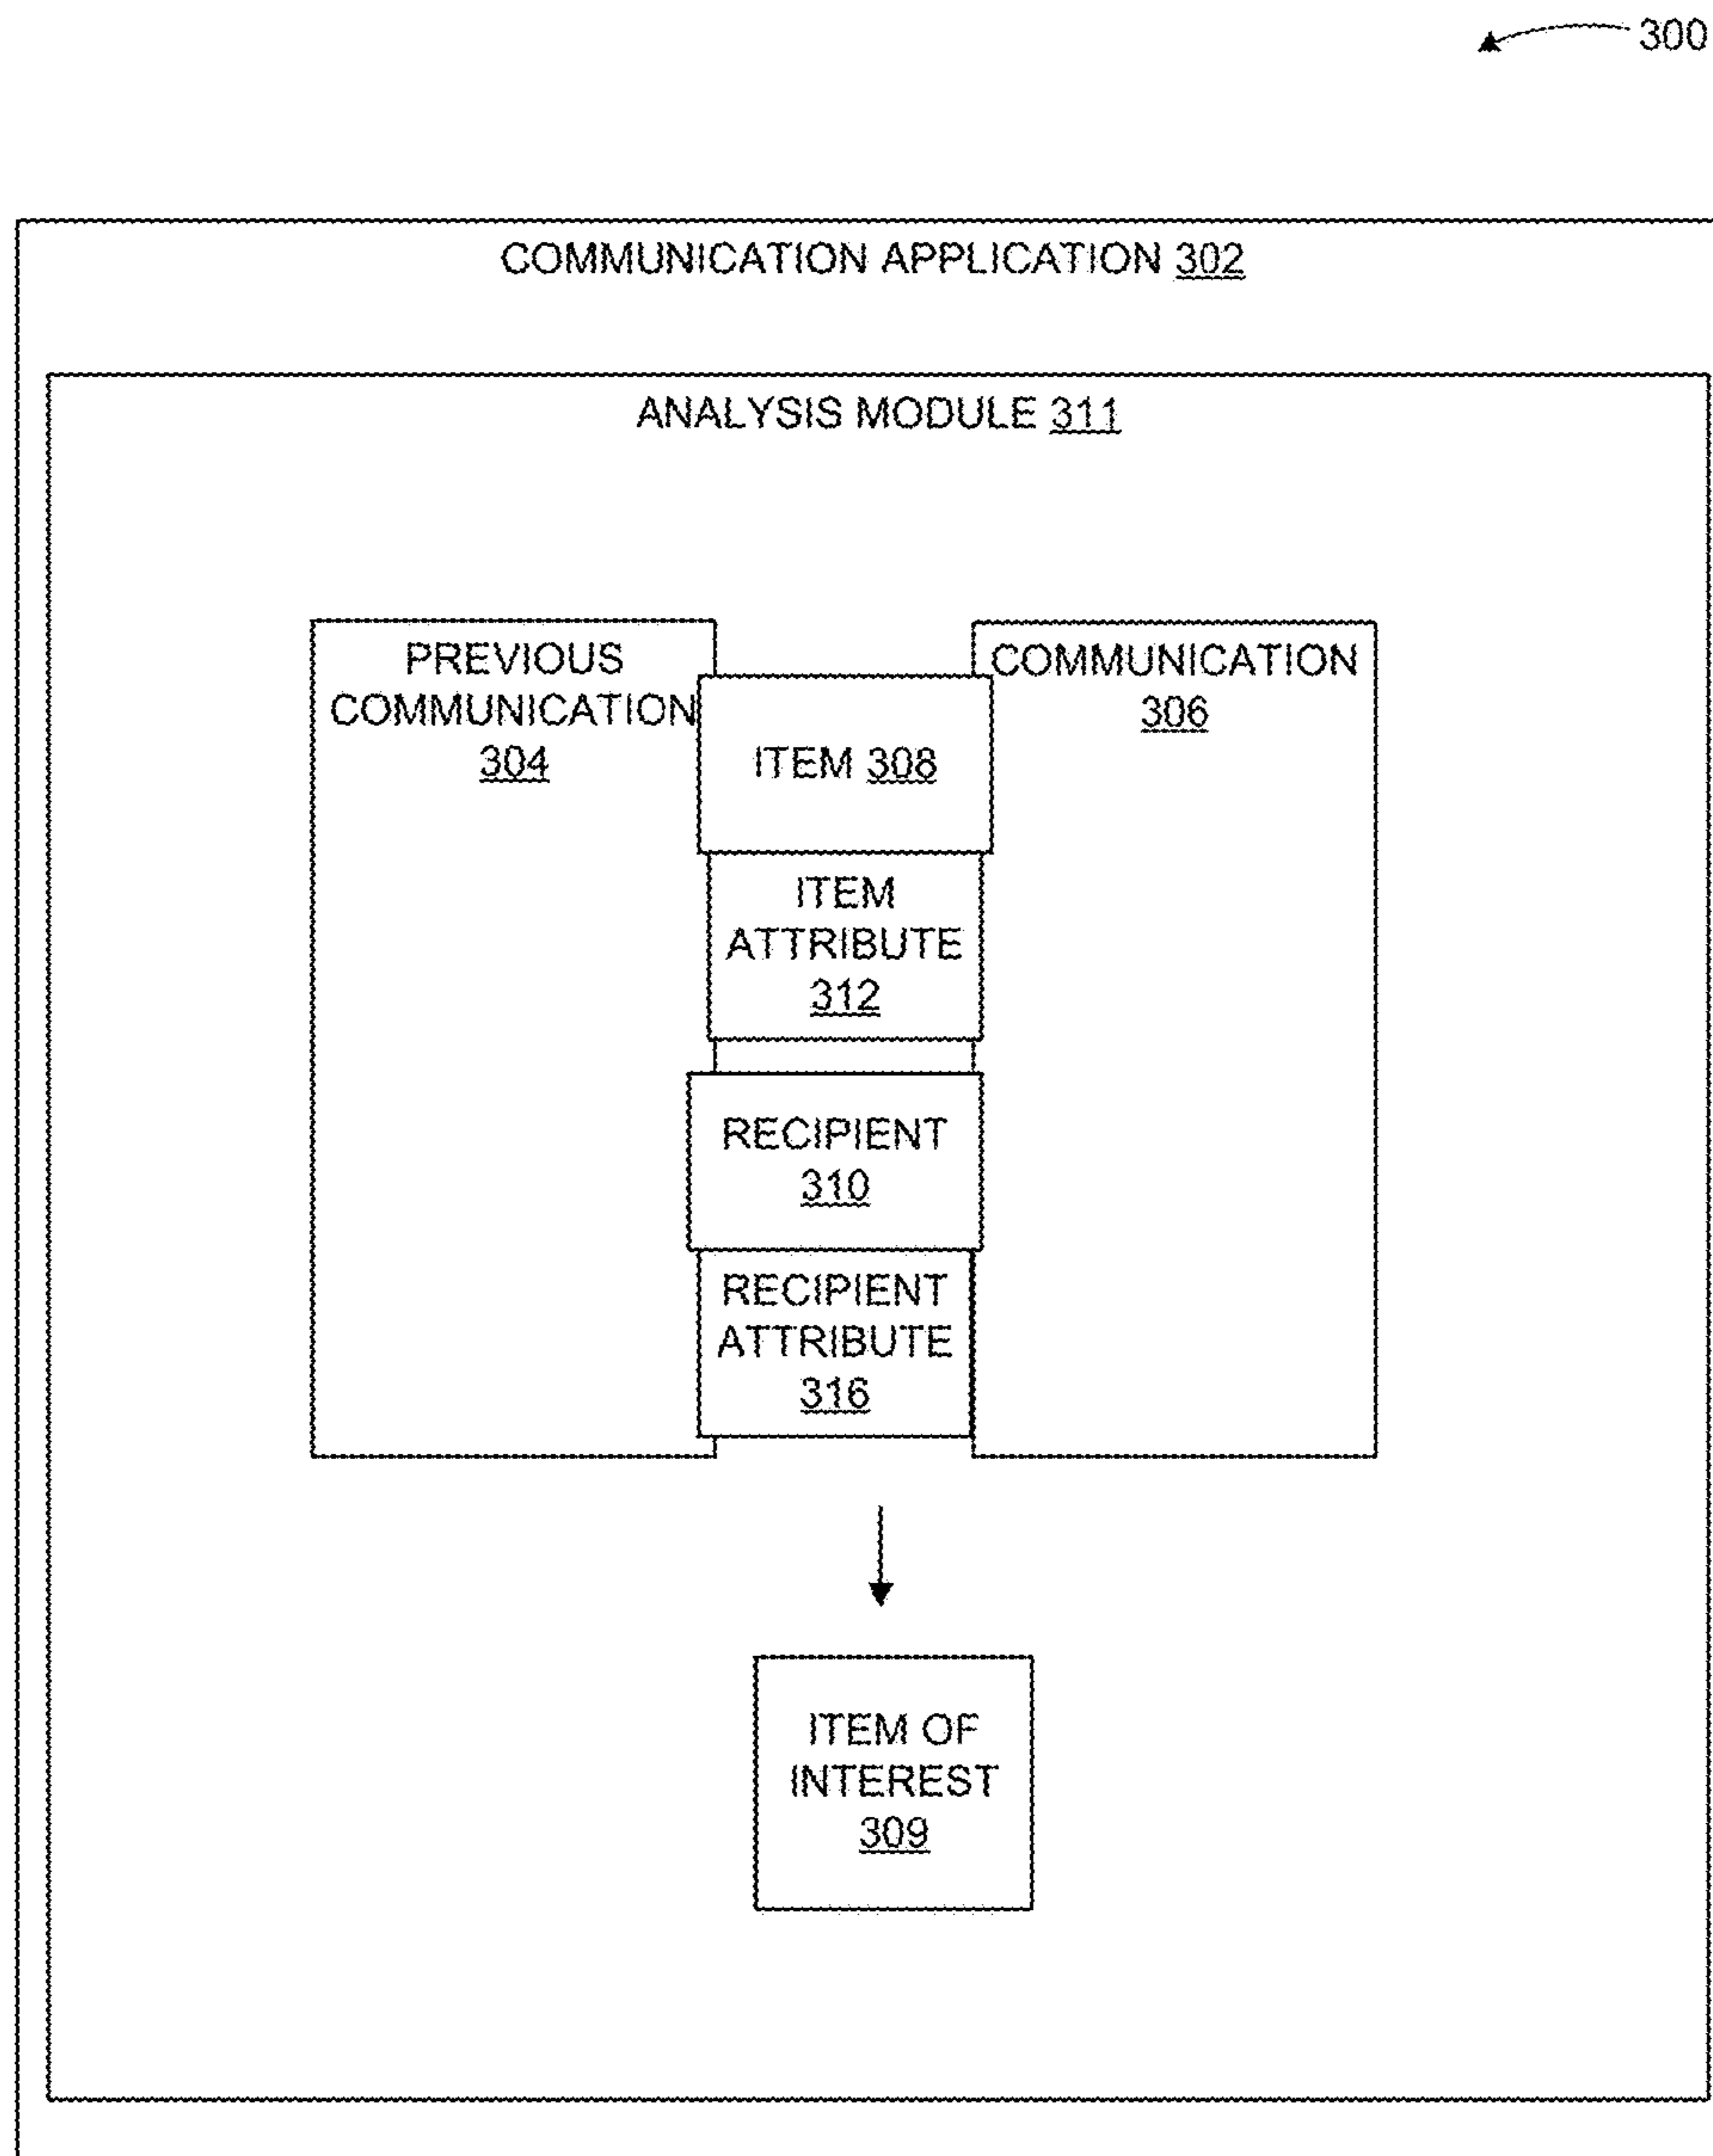 300
COMMUNICATION APPLICATION 302
ANALYSIS MODULE 311
PREVIOUS
COMMUNICATION
304
COMMUNICATION
306
ITEM 308
ITEM
ATTRIBUTE
312
RECIPIENT
310
RECIPIENT
ATTRIBUTE
316
ITEM OF
INTEREST
309